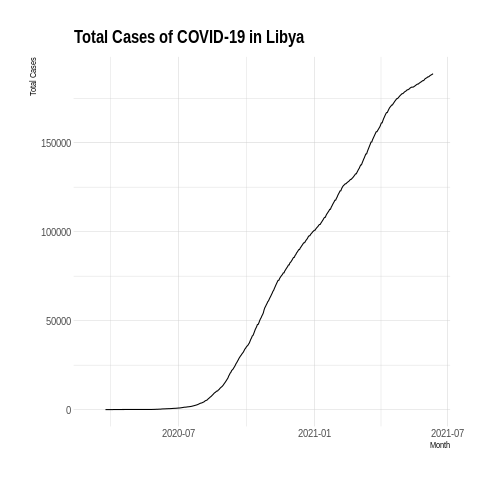 Total Cases of COVID-19 in Libya
Total Cases
150000
100000
50000
0
2020-07 2021-01 2021-07
Month